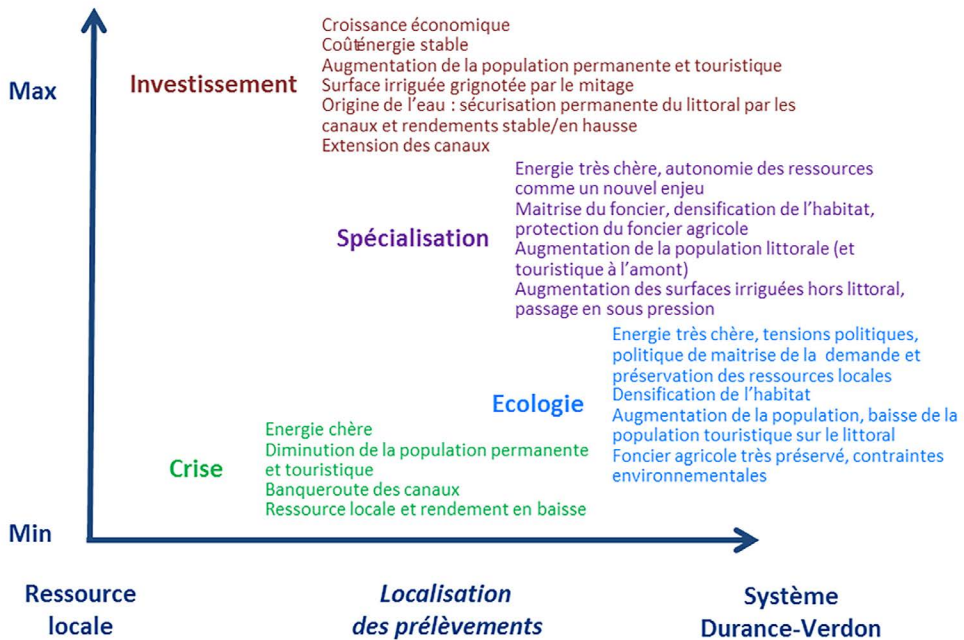 Max
Investissement
Croissance économique
Coûténergie stable
Augmentation de la population permanente et touristique
Surface irriguée grignotée par le mitage
Origine de l'eau : sécurisation permanente du littoral par les
canaux et rendements stable/en hausse
Extension des canaux
Spécialisation
Energie très chère, autonomie des ressources
comme un nouvel enjeu
Maitrise du foncier, densification de l'habitat,
protection du foncier agricole
Augmentation de la population littorale (et
touristique à l'amont)
Augmentation des surfaces irriguées hors littoral,
passage en sous pression
Ecologie
Energie très chère, tensions politiques,
politique de maitrise de la demande et
préservation des ressources locales
Densification de l'habitat
Augmentation de la population, baisse de la
population touristique sur le littoral
Foncier agricole très préservé, contraintes
environnementales
Crise
Energie chère
Diminution de la population permanente
et touristique
Banqueroute des canaux
Ressource locale et rendement en baisse
Min
Ressource
locale
Localisation
des prélèvements
Système
Durance-Verdon